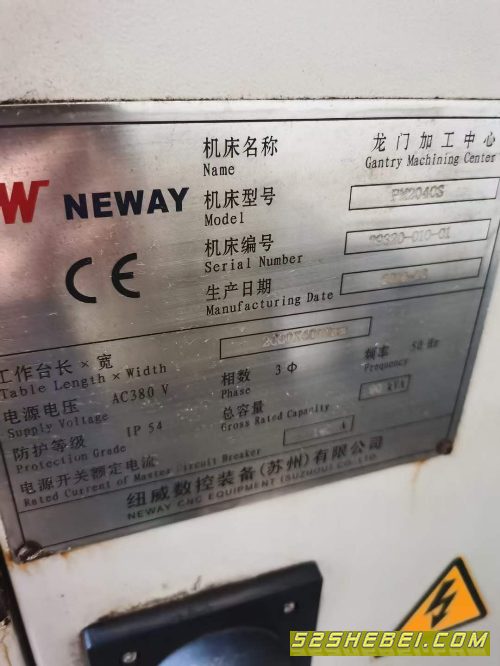 NEWAY
CE
机床名称 龙门加工中心
Name Gantry Machining Center
机床型号 PM2040S
Model
机床编号
Serial Number
生产日期
Manufacturing Date
工作台长×宽
Table Length × Width
电源电压 AC380 V 相数 3 Φ 频率 50 Hz
Supply Voltage Phase Frequency
防护等级 IP 54 总容量 kVA
Protection Grade Gross Rated Capacity
电源开关额定电流 A
Rated Current of Master Circuit Breaker
纽威数控装备(苏州)有限公司
NEWAY CNC EQUIPMENT (SUZHOU) CO.,LTD.
52SHEBEI.COM